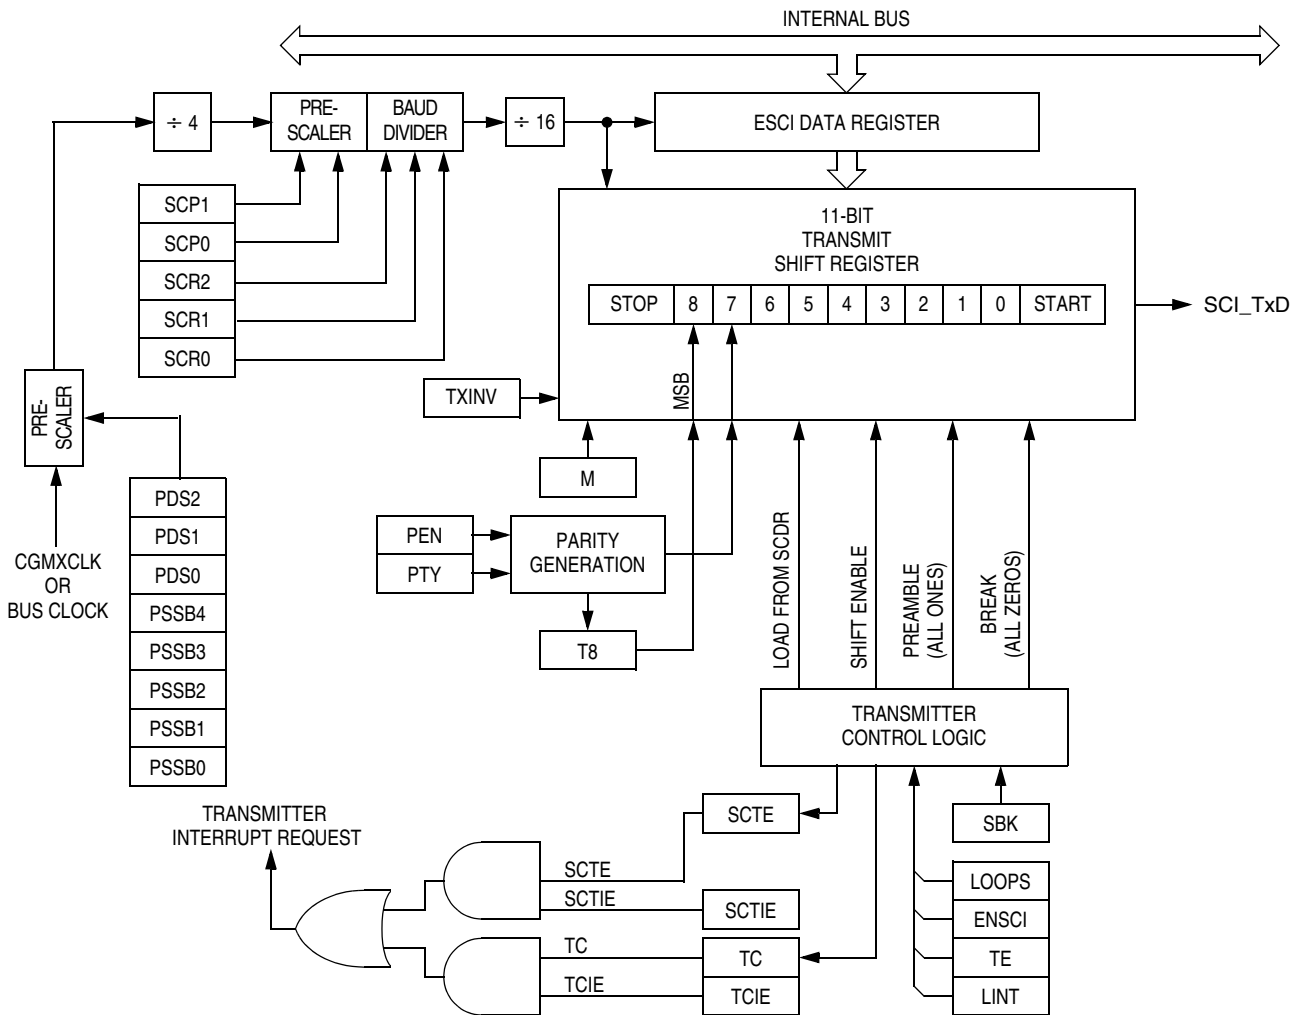 INTERNAL BUS
÷ 4
PRE-
SCALER
BAUD
DIVIDER
÷ 16
ESCI DATA REGISTER
SCP1
SCP0
SCR2
SCR1
SCR0
11-BIT
TRANSMIT
SHIFT REGISTER
STOP 8 7 6 5 4 3 2 1 0 START
SCI_TxD
PRE-
SCALER
TXINV
MSB
M
CGMXCLK
OR
BUS CLOCK
PDS2
PDS1
PDS0
PSSB4
PSSB3
PSSB2
PSSB1
PSSB0
PEN
PTY
PARITY
GENERATION
T8
LOAD FROM SCDR
SHIFT ENABLE
PREAMBLE
(ALL ONES)
BREAK
(ALL ZEROS)
TRANSMITTER
CONTROL LOGIC
TRANSMITTER
INTERRUPT REQUEST
SCTE
SBK
SCTE
SCTIE
SCTIE
TC
TC
TCIE
TCIE
LOOPS
ENSCI
TE
LINT